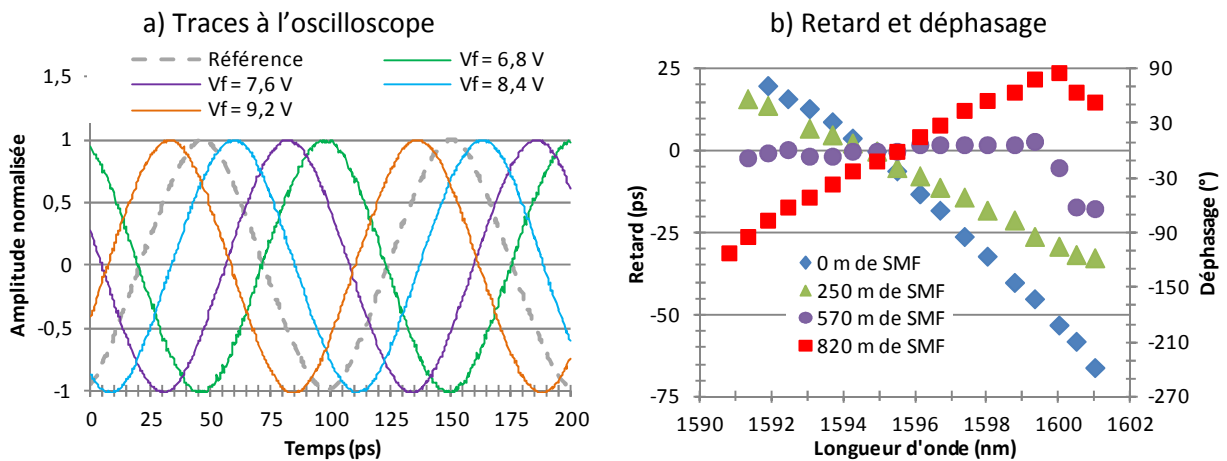 a) Traces à l'oscilloscope
Référence
Vf = 6,8 V
Vf = 7,6 V
Vf = 8,4 V
Vf = 9,2 V
1,5
1
0,5
0
-0,5
-1
0
25
50
75
100
125
150
175
200
Amplitude normalisée
Temps (ps)
b) Retard et déphasage
25
0
-25
-50
-75
90
30
-30
-90
-150
-210
-270
1590
1592
1594
1596
1598
1600
1602
Retard (ps)
Déphasage (°)
Longueur d'onde (nm)
0 m de SMF
250 m de SMF
570 m de SMF
820 m de SMF